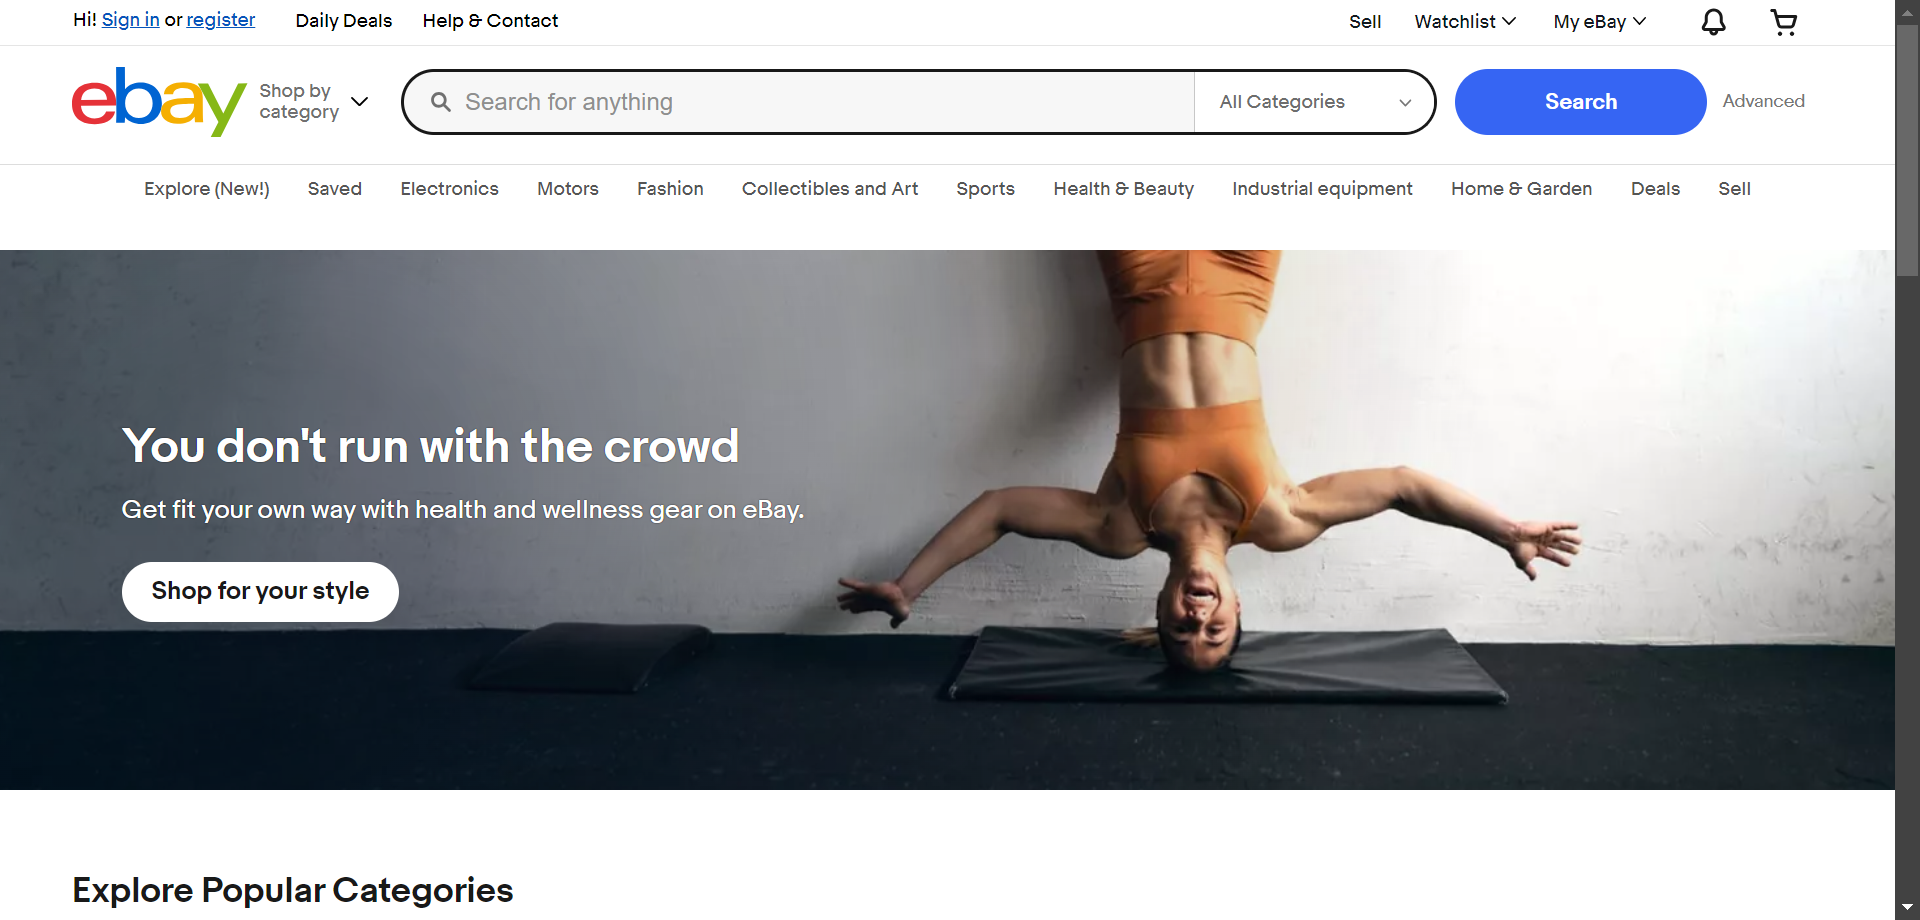 Hi! Sign in or register
Daily Deals
Help & Contact
Sell
Watchlist
My eBay
ebay
Shop by
category
Search for anything
All Categories
Search
Advanced
Explore (New!)
Saved
Electronics
Motors
Fashion
Collectibles and Art
Sports
Health & Beauty
Industrial equipment
Home & Garden
Deals
Sell
You don't run with the crowd
Get fit your own way with health and wellness gear on eBay.
Shop for your style
Explore Popular Categories